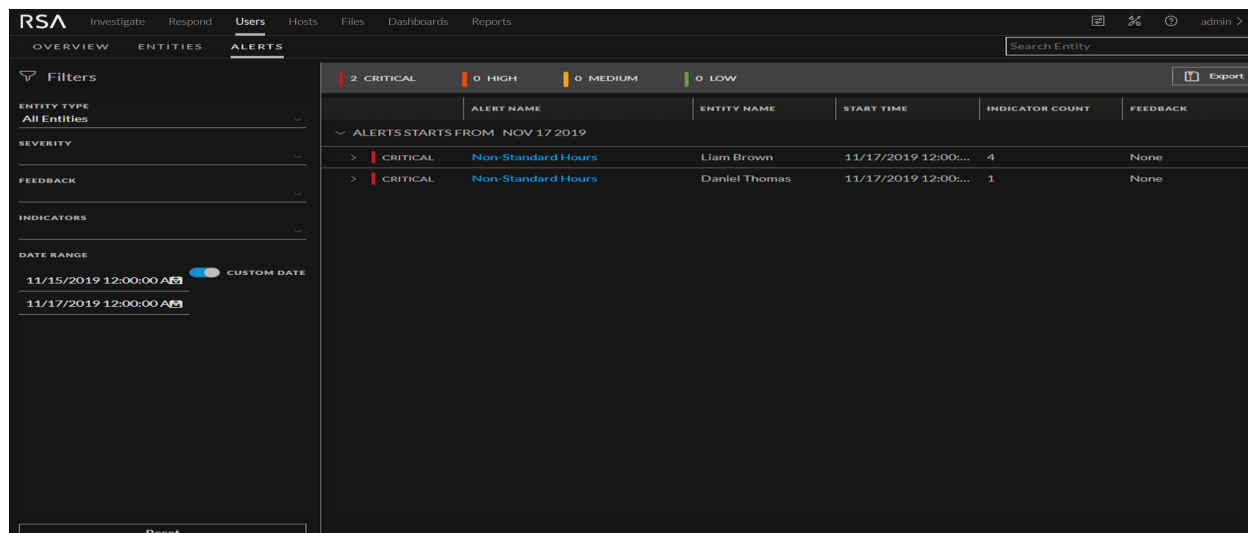 RSA Investigate Respond Users Hosts Files Dashboards Reports admin >
OVERVIEW ENTITIES ALERTS Search Entity
Filters
ENTITY TYPE
All Entities
SEVERITY
FEEDBACK
INDICATORS
DATE RANGE
11/15/2019 12:00:00 A
CUSTOM DATE
11/17/2019 12:00:00 A
Reset
2 CRITICAL 0 HIGH 0 MEDIUM 0 LOW Export
ALERT NAME ENTITY NAME START TIME INDICATOR COUNT FEEDBACK
ALERTS STARTS FROM NOV 17 2019
CRITICAL Non-Standard Hours Liam Brown 11/17/2019 12:00:... 4 None
CRITICAL Non-Standard Hours Daniel Thomas 11/17/2019 12:00:... 1 None